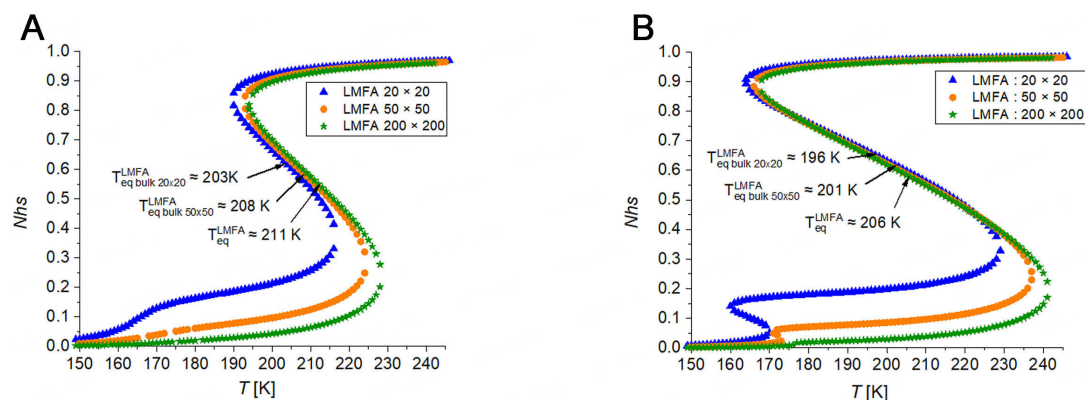 A
1.0
0.9
0.8
0.7
0.6
0.5
0.4
0.3
0.2
0.1
0.0
Nhs
LMFA 20 × 20
LMFA 50 × 50
LMFA 200 × 200
T^LMFA_eq bulk 20x20 ≈ 203K
T^LMFA_eq bulk 50x50 ≈ 208 K
T^LMFA_eq ≈ 211 K
150 160 170 180 190 200 210 220 230 240
T [K]
B
1.0
0.9
0.8
0.7
0.6
0.5
0.4
0.3
0.2
0.1
0.0
Nhs
LMFA : 20 × 20
LMFA : 50 × 50
LMFA : 200 × 200
T^LMFA_eq bulk 20x20 ≈ 196 K
T^LMFA_eq bulk 50x50 ≈ 201 K
T^LMFA_eq ≈ 206 K
150 160 170 180 190 200 210 220 230 240
T [K]